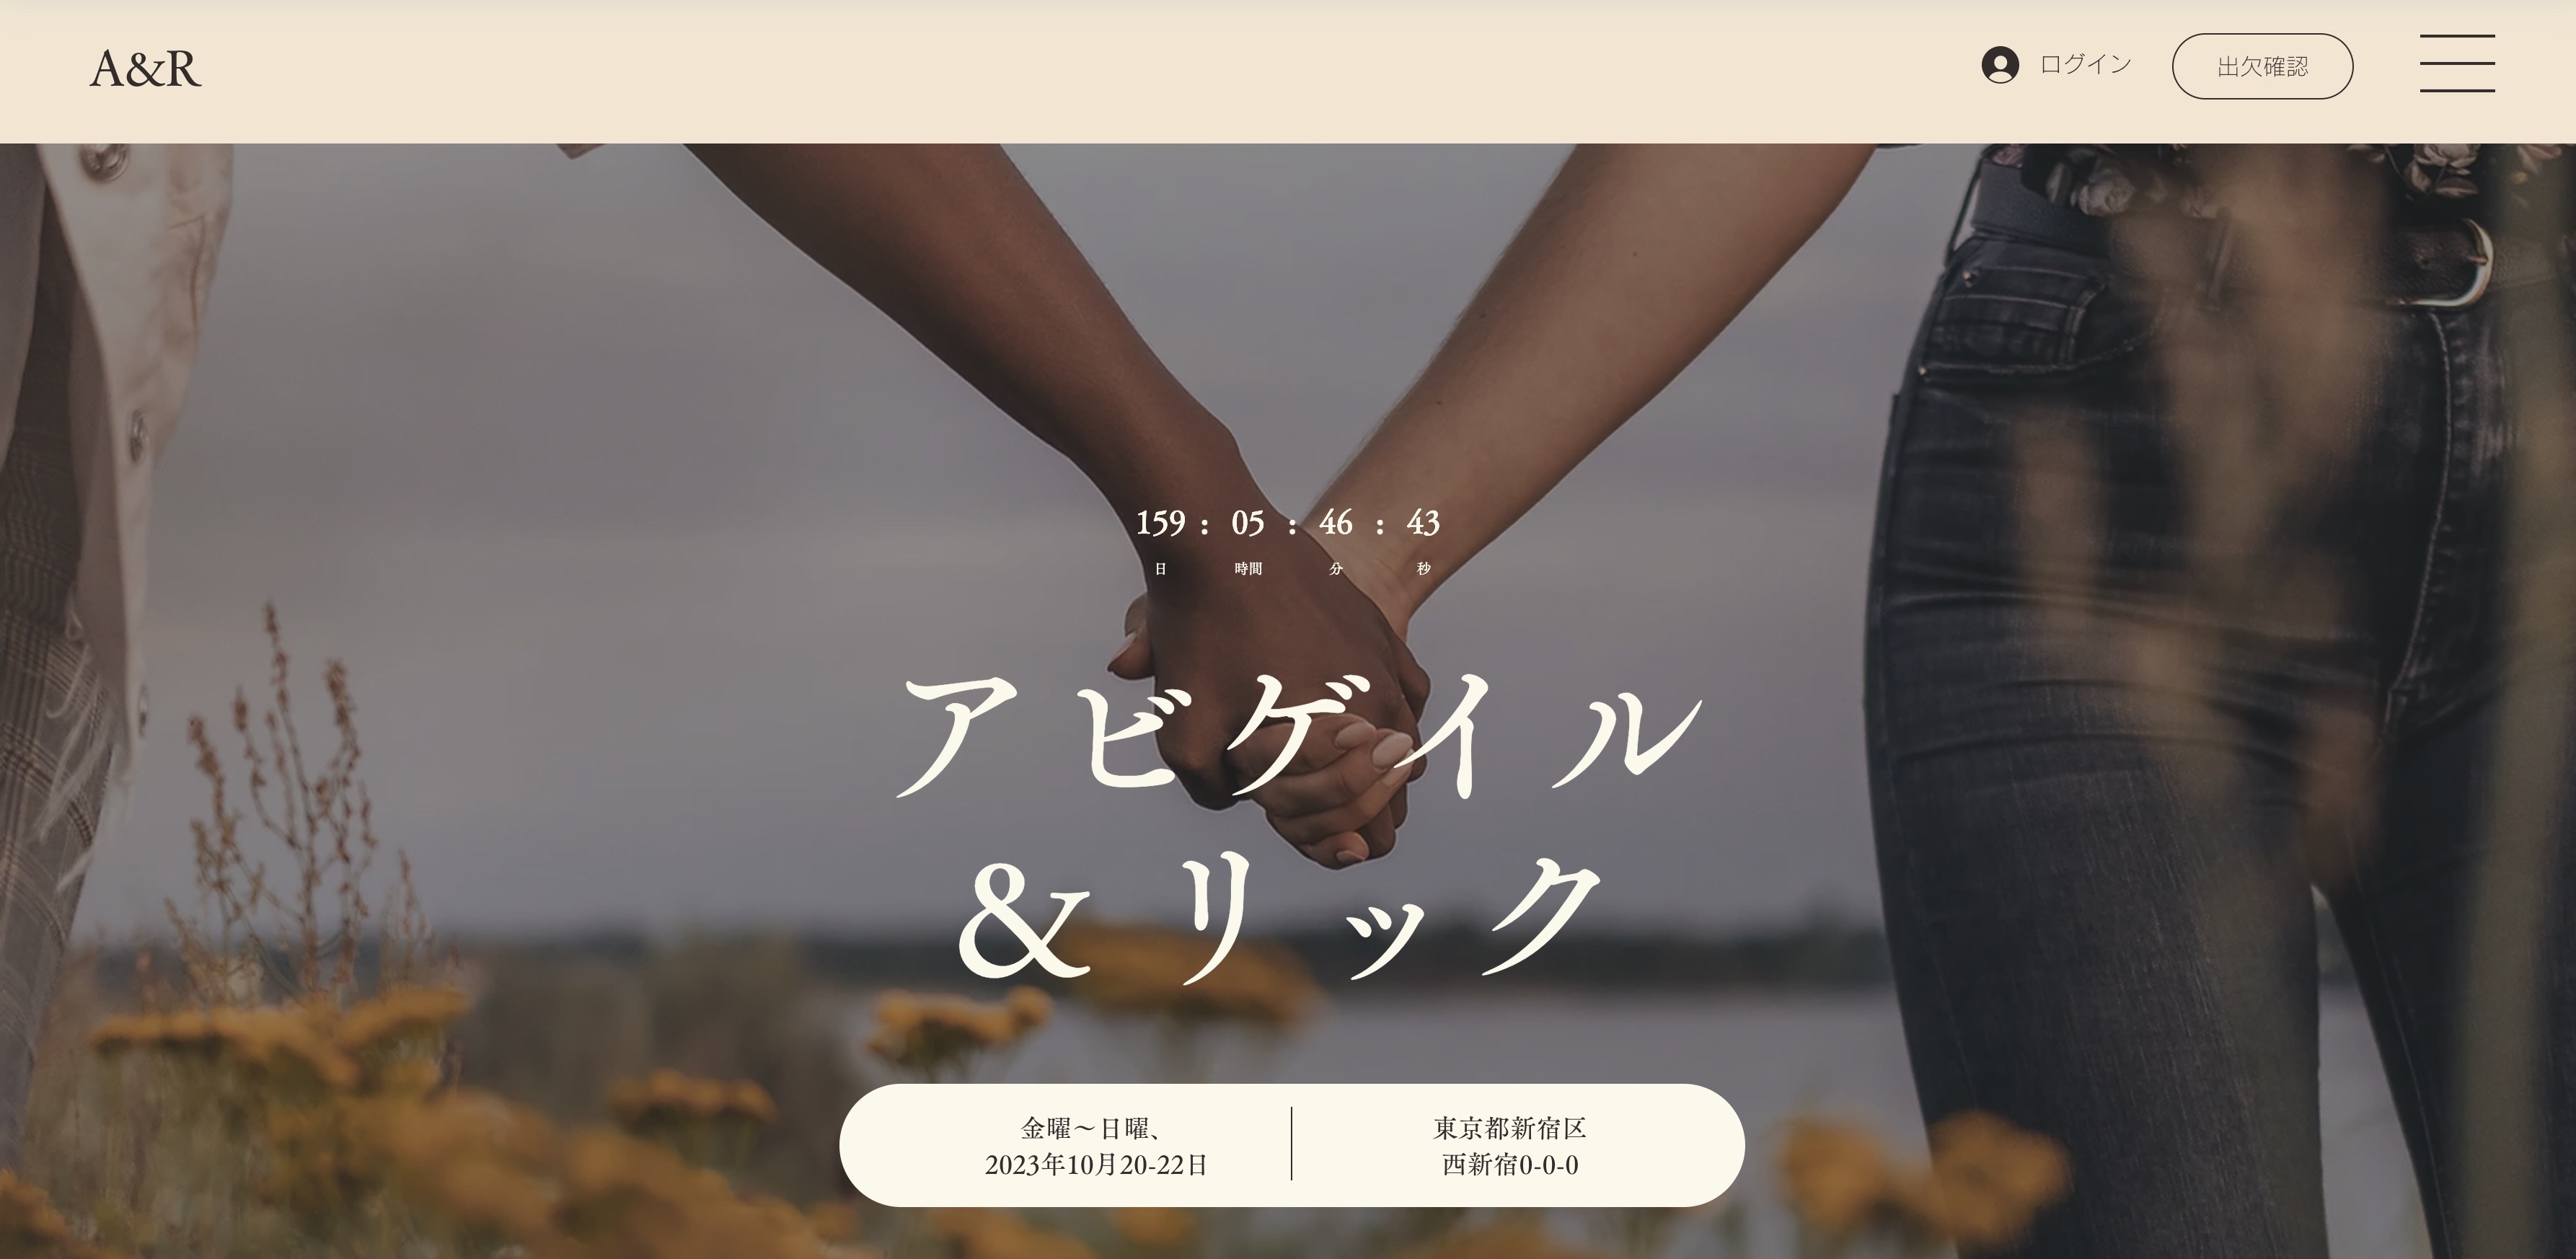 A&R
ログイン
出欠確認
159 : 05 : 46 : 43
日 時間 分 秒
アビゲイル
&リック
金曜〜日曜、
2023年10月20-22日
東京都新宿区
西新宿0-0-0